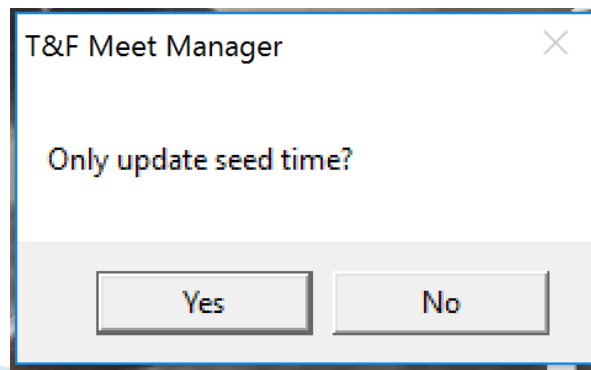 T&F Meet Manager
Only update seed time?
Yes
No